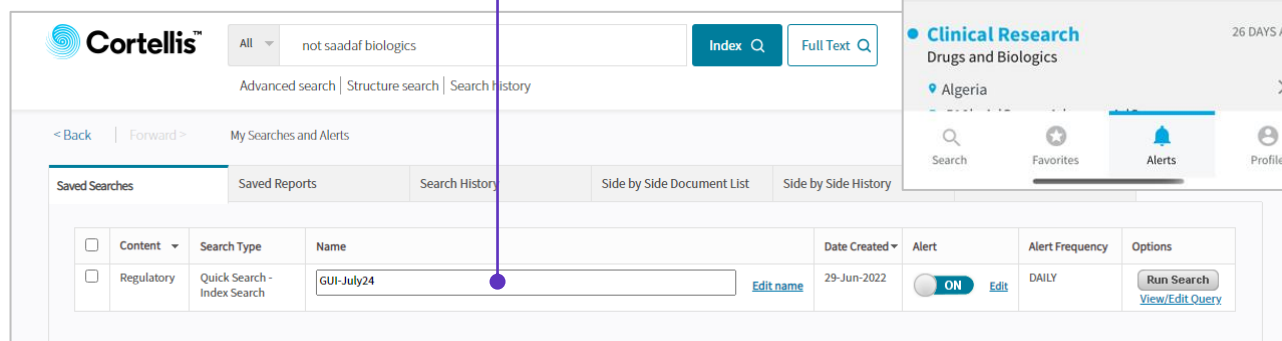 Cortellis™
All
not saadaf biologics
Index
Full Text
Advanced search | Structure search | Search history
Clinical Research
26 DAYS
Drugs and Biologics
Algeria
Search
Favorites
Alerts
Profile
< Back | Forward >
My Searches and Alerts
Saved Searches
Saved Reports
Search History
Side by Side Document List
Side by Side History
Content
Search Type
Name
Date Created
Alert
Alert Frequency
Options
Regulatory
Quick Search -
Index Search
GUI-July24
Edit name
29-Jun-2022
ON
Edit
DAILY
Run Search
View/Edit Query